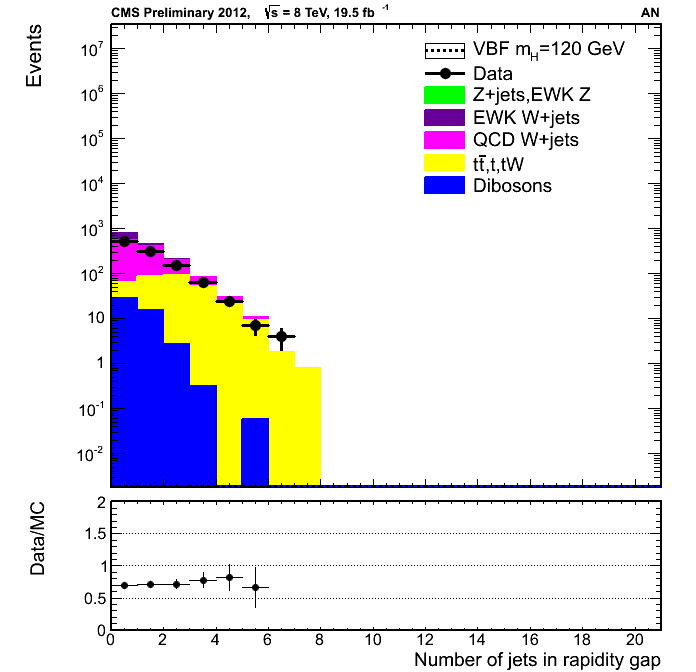 CMS Preliminary 2012, √s = 8 TeV, 19.5 fb⁻¹ AN
Events
10⁷
10⁶
10⁵
10⁴
10³
10²
10
1
10⁻¹
10⁻²
VBF m_H=120 GeV
Data
Z+jets,EWK Z
EWK W+jets
QCD W+jets
tt̄,t,tW
Dibosons
Data/MC
2
1.5
1
0.5
0
0 2 4 6 8 10 12 14 16 18 20
Number of jets in rapidity gap